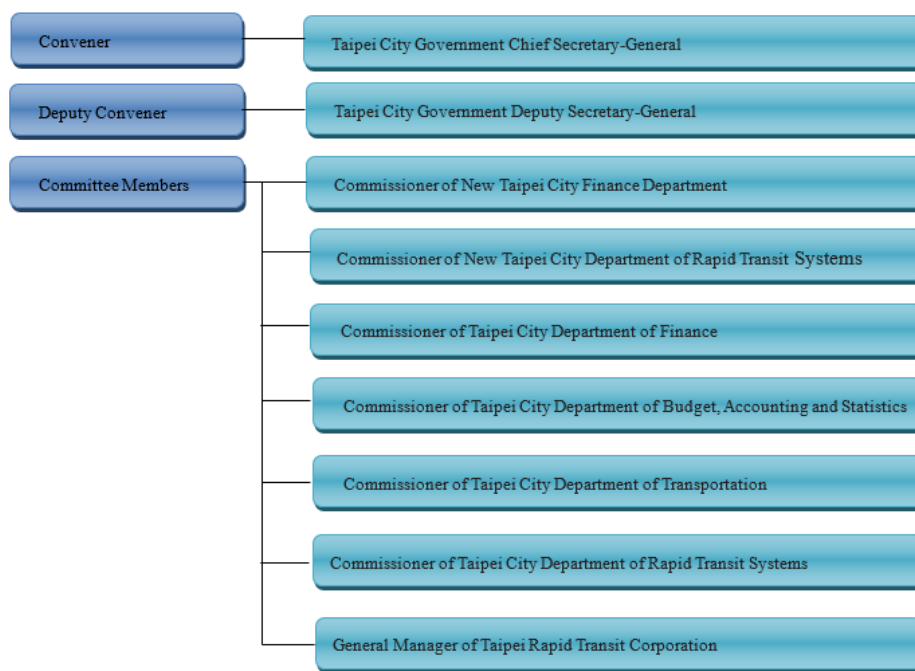 Convener
Taipei City Government Chief Secretary-General
Deputy Convener
Taipei City Government Deputy Secretary-General
Committee Members
Commissioner of New Taipei City Finance Department
Commissioner of New Taipei City Department of Rapid Transit Systems
Commissioner of Taipei City Department of Finance
Commissioner of Taipei City Department of Budget, Accounting and Statistics
Commissioner of Taipei City Department of Transportation
Commissioner of Taipei City Department of Rapid Transit Systems
General Manager of Taipei Rapid Transit Corporation